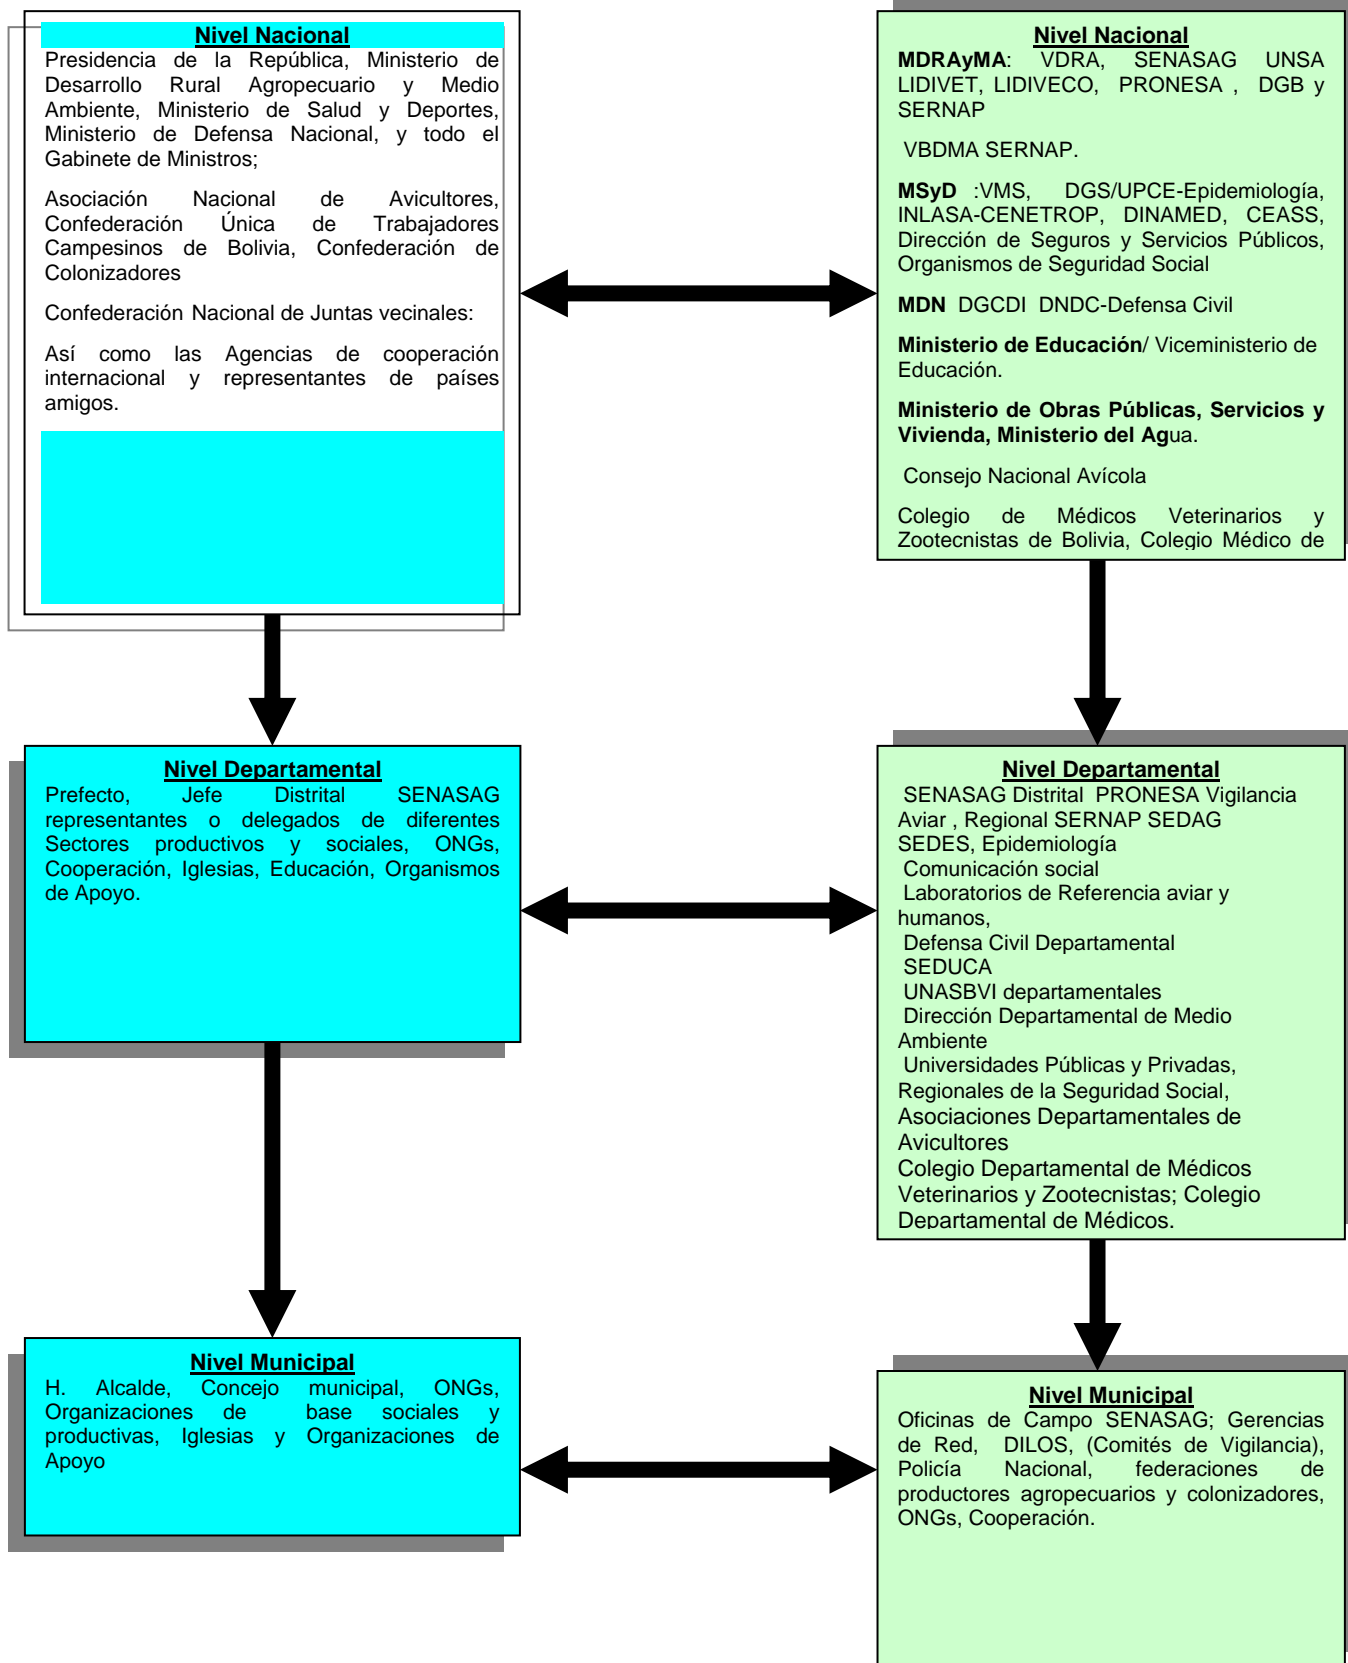 Nivel Nacional
Presidencia de la República, Ministerio de
Desarrollo Rural Agropecuario y Medio
Ambiente, Ministerio de Salud y Deportes,
Ministerio de Defensa Nacional, y todo el
Gabinete de Ministros;
Asociación Nacional de Avicultores,
Confederación Única de Trabajadores
Campesinos de Bolivia, Confederación de
Colonizadores
Confederación Nacional de Juntas vecinales:
Así como las Agencias de cooperación
internacional y representantes de países
amigos.
Nivel Nacional
MDRAyMA: VDRA, SENASAG UNSA
LIDIVET, LIDIVECO, PRONESA , DGB y
SERNAP
VBDMA SERNAP.
MSyD :VMS, DGS/UPCE-Epidemiología,
INLASA-CENETROP, DINAMED, CEASS,
Dirección de Seguros y Servicios Públicos,
Organismos de Seguridad Social
MDN DGCDI DNDC-Defensa Civil
Ministerio de Educación/ Viceministerio de
Educación.
Ministerio de Obras Públicas, Servicios y
Vivienda, Ministerio del Agua.
Consejo Nacional Avícola
Colegio de Médicos Veterinarios y
Zootecnistas de Bolivia, Colegio Médico de
Nivel Departamental
Prefecto, Jefe Distrital SENASAG
representantes o delegados de diferentes
Sectores productivos y sociales, ONGs,
Cooperación, Iglesias, Educación, Organismos
de Apoyo.
Nivel Departamental
SENASAG Distrital PRONESA Vigilancia
Aviar , Regional SERNAP SEDAG
SEDES, Epidemiología
Comunicación social
Laboratorios de Referencia aviar y
humanos,
Defensa Civil Departamental
SEDUCA
UNASBVI departamentales
Dirección Departamental de Medio
Ambiente
Universidades Públicas y Privadas,
Regionales de la Seguridad Social,
Asociaciones Departamentales de
Avicultores
Colegio Departamental de Médicos
Veterinarios y Zootecnistas; Colegio
Departamental de Médicos.
Nivel Municipal
H. Alcalde, Concejo municipal, ONGs,
Organizaciones de base sociales y
productivas, Iglesias y Organizaciones de
Apoyo
Nivel Municipal
Oficinas de Campo SENASAG; Gerencias
de Red, DILOS, (Comités de Vigilancia),
Policía Nacional, federaciones de
productores agropecuarios y colonizadores,
ONGs, Cooperación.